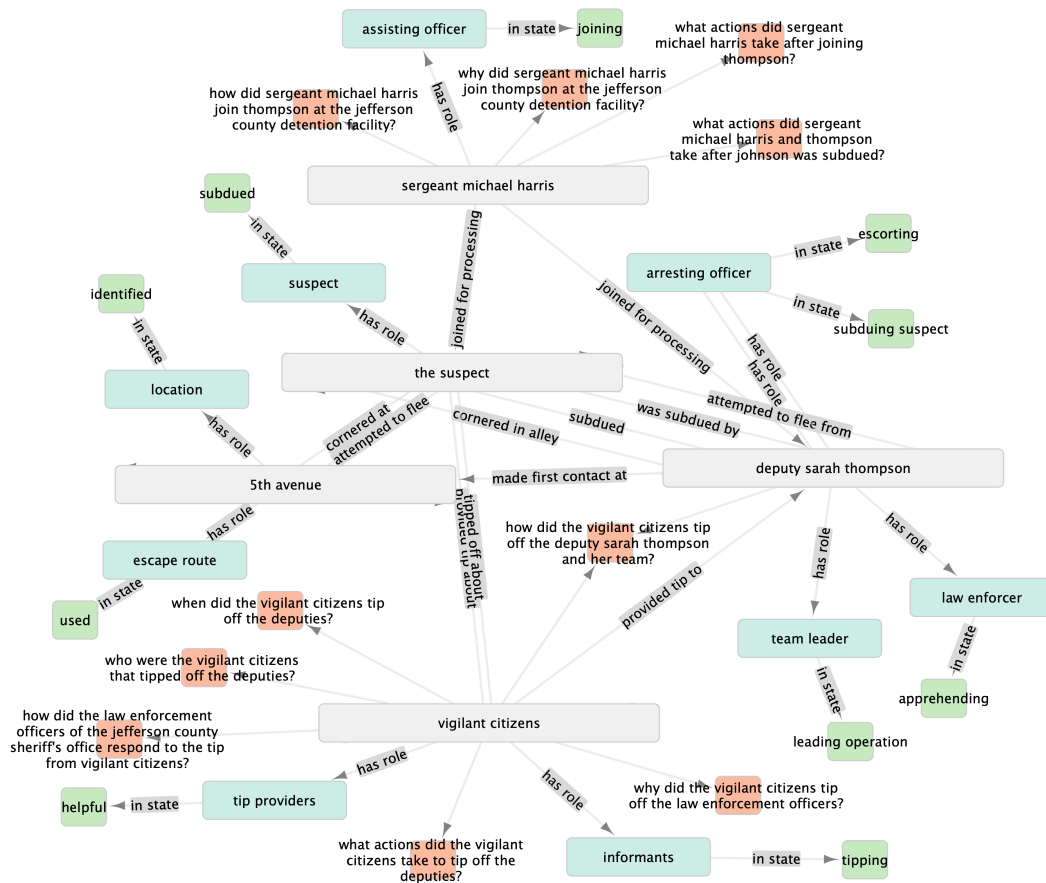 assisting officer
in state
joining
what actions did sergeant
michael harris take after joining
thompson?
why did sergeant michael harris
join thompson at the jefferson
county detention facility?
how did sergeant michael harris
join thompson at the jefferson
county detention facility?
has role
what actions did sergeant
michael harris and thompson
take after johnson was subdued?
sergeant michael harris
subdued
in state
joined for processing
escorting
in state
arresting officer
suspect
joined for processing
identified
in state
in state
subduing suspect
has role
has role
has role
the suspect
location
attempted to flee from
cornered at
attempted to flee
cornered in alley
subdued
was subdued by
has role
deputy sarah thompson
made first contact at
5th avenue
tipped off about
provided tip about
has role
how did the vigilant citizens tip
off the deputy sarah thompson
and her team?
has role
has role
escape route
in state
used
provided tip to
law enforcer
when did the vigilant citizens tip
off the deputies?
team leader
in state
who were the vigilant citizens
that tipped off the deputies?
in state
apprehending
how did the law enforcement
officers of the jefferson county
sheriff's office respond to the tip
from vigilant citizens?
vigilant citizens
leading operation
has role
has role
why did the vigilant citizens tip
off the law enforcement officers?
helpful
in state
tip providers
what actions did the vigilant
citizens take to tip off the
deputies?
informants
in state
tipping